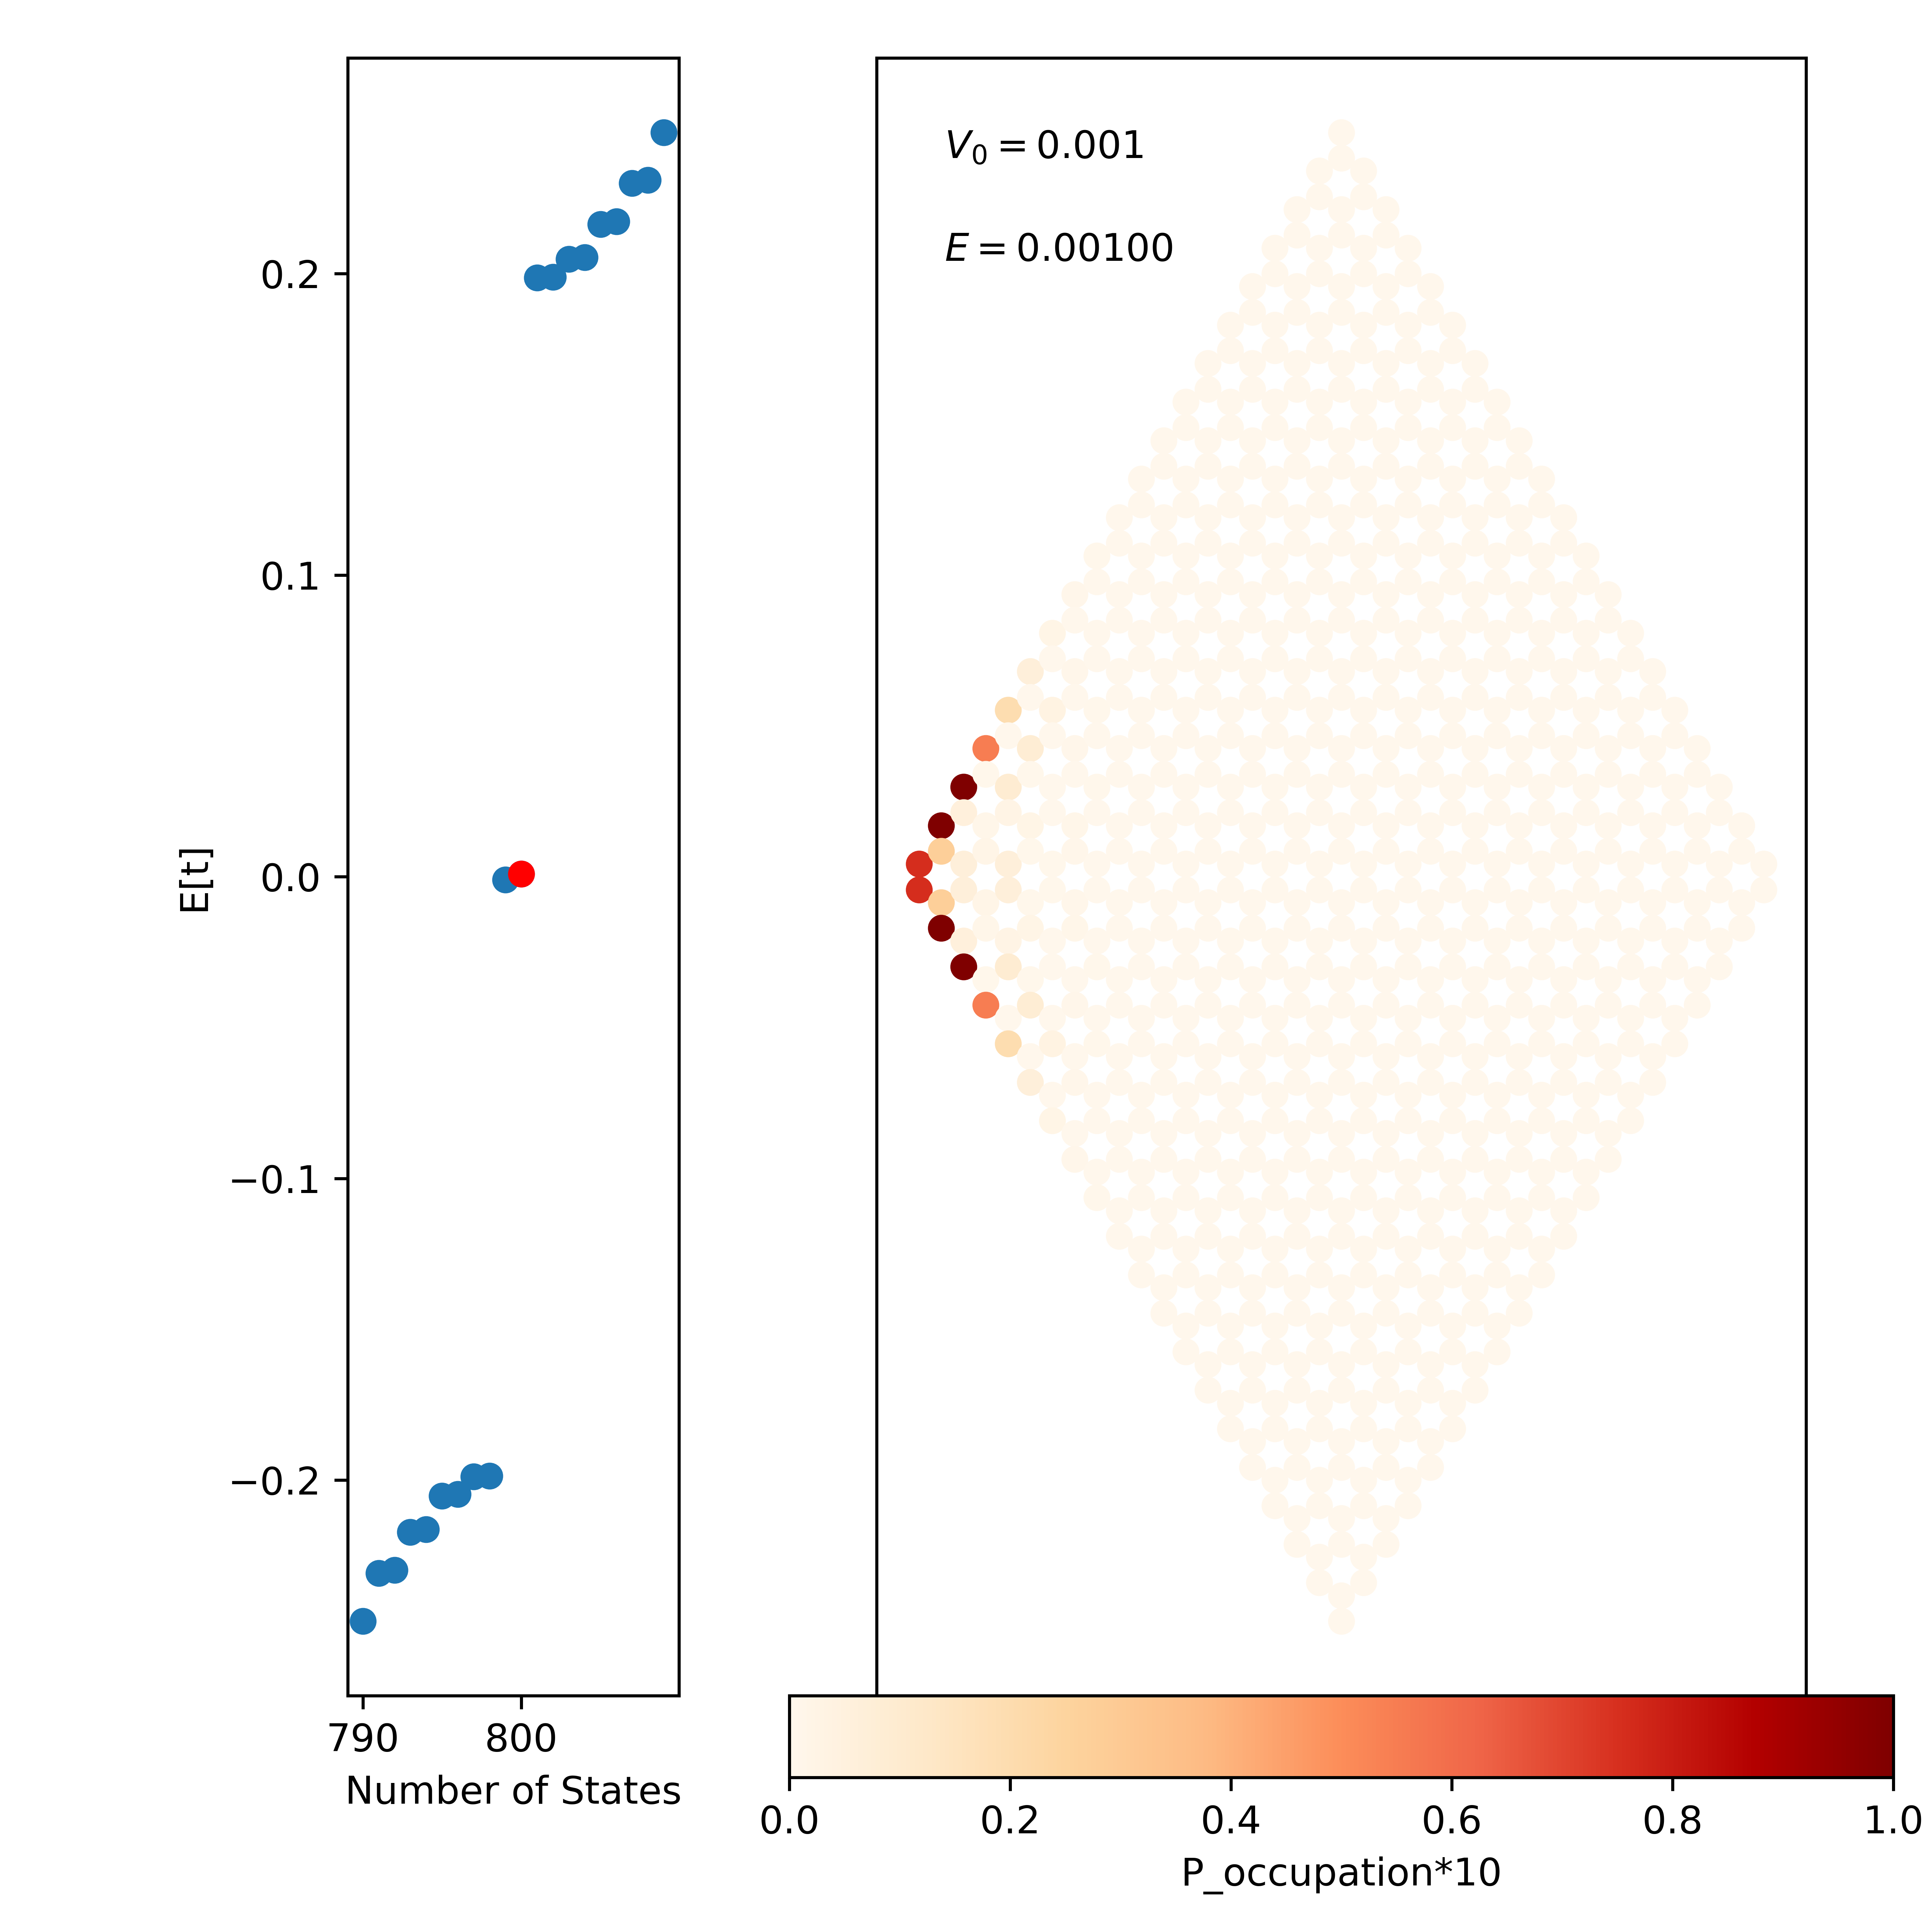 V₀ = 0.001
E = 0.00100
0.2
0.1
0.0
−0.1
−0.2
E[t]
790 800
Number of States
0.0 0.2 0.4 0.6 0.8 1.0
P_occupation*10